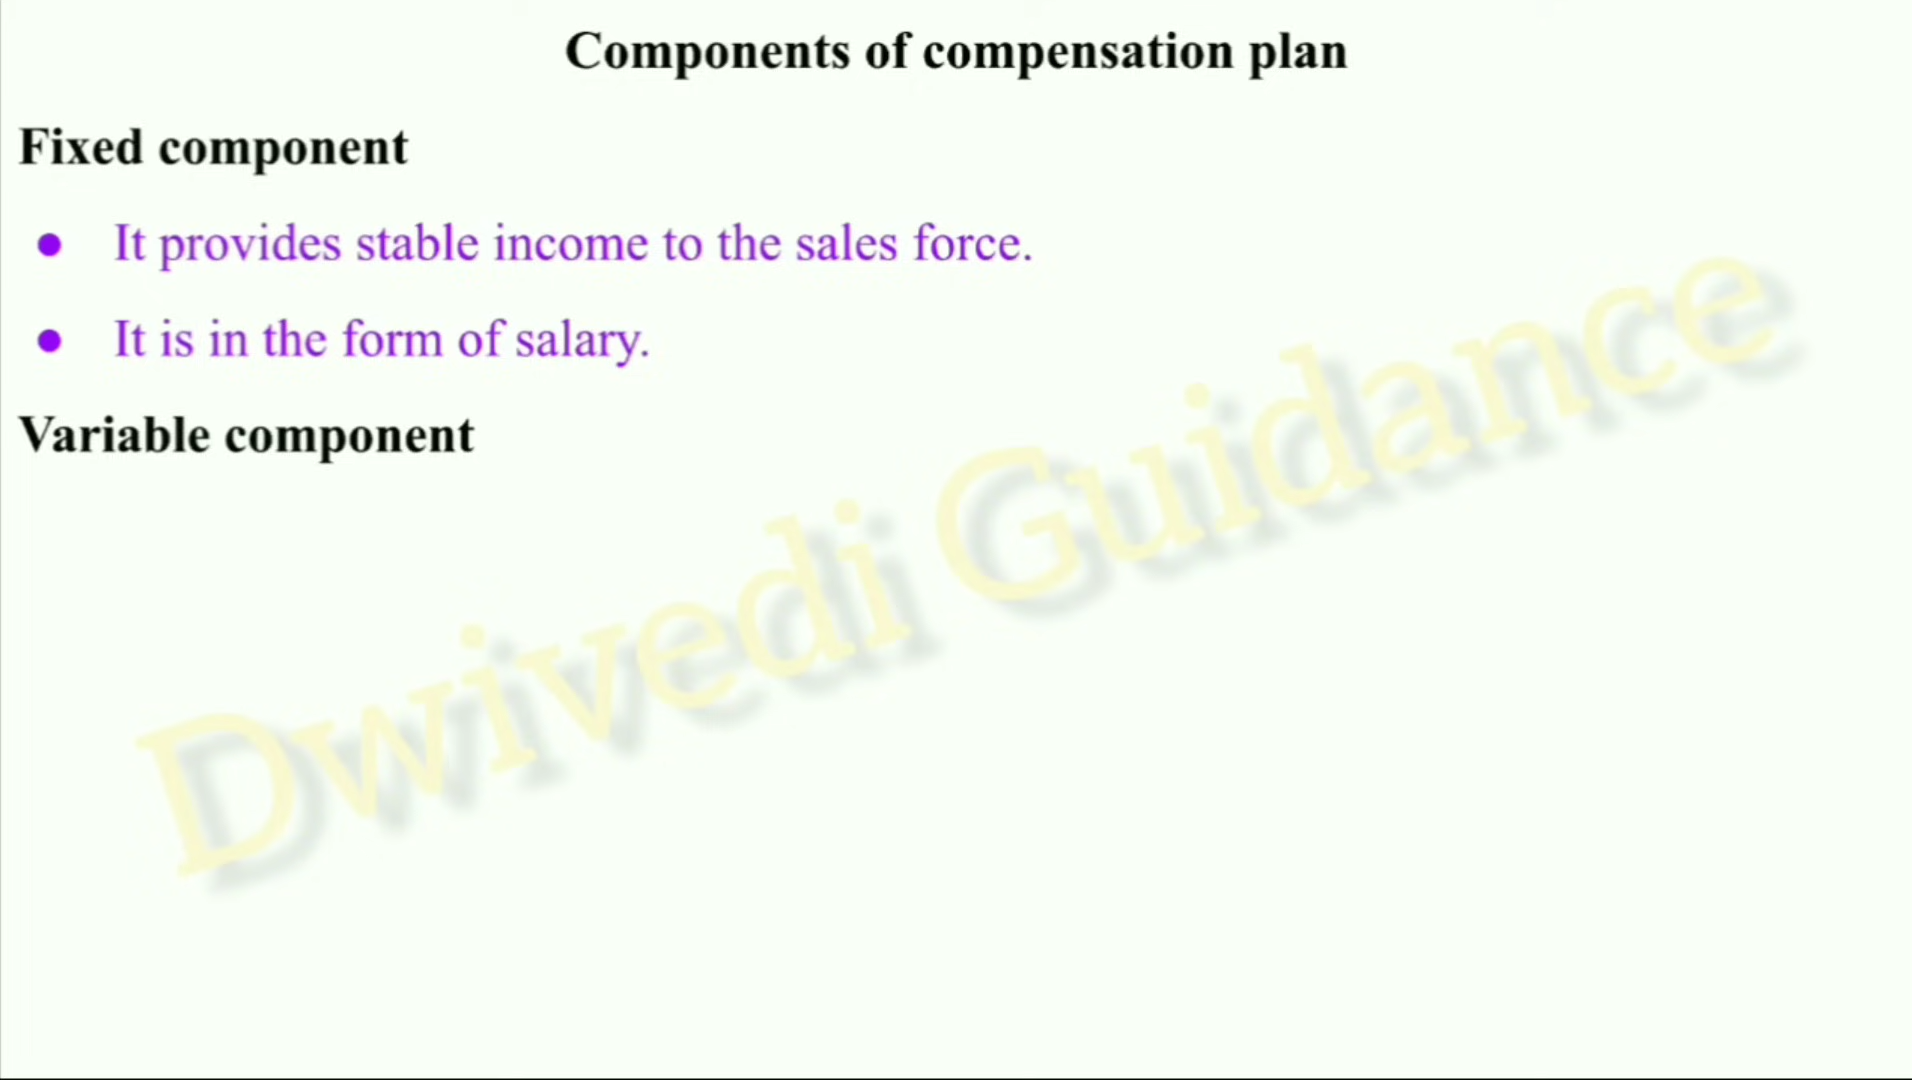 Components of compensation plan
Fixed component
● It provides stable income to the sales force.
● It is in the form of salary.
Variable component
Dwivedi Guidance